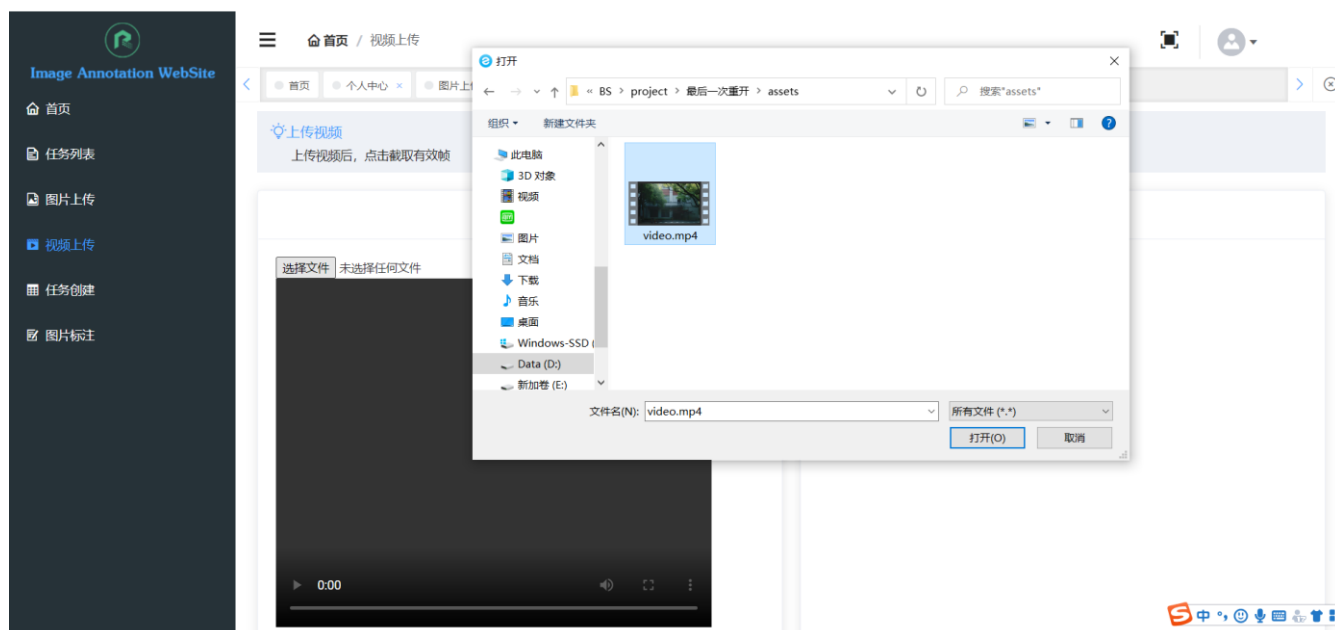 Image Annotation WebSite
首页
任务列表
图片上传
视频上传
任务创建
图片标注
首页 / 视频上传
首页
个人中心 ×
图片上
上传视频
上传视频后，点击截取有效帧
选择文件 未选择任何文件
0:00
打开
« BS > project > 最后一次重开 > assets
搜索"assets"
组织
新建文件夹
此电脑
3D 对象
视频
图片
文档
下载
音乐
桌面
Windows-SSD (
Data (D:)
新加卷 (E:)
video.mp4
文件名(N): video.mp4
所有文件 (*.*)
打开(O)
取消
中